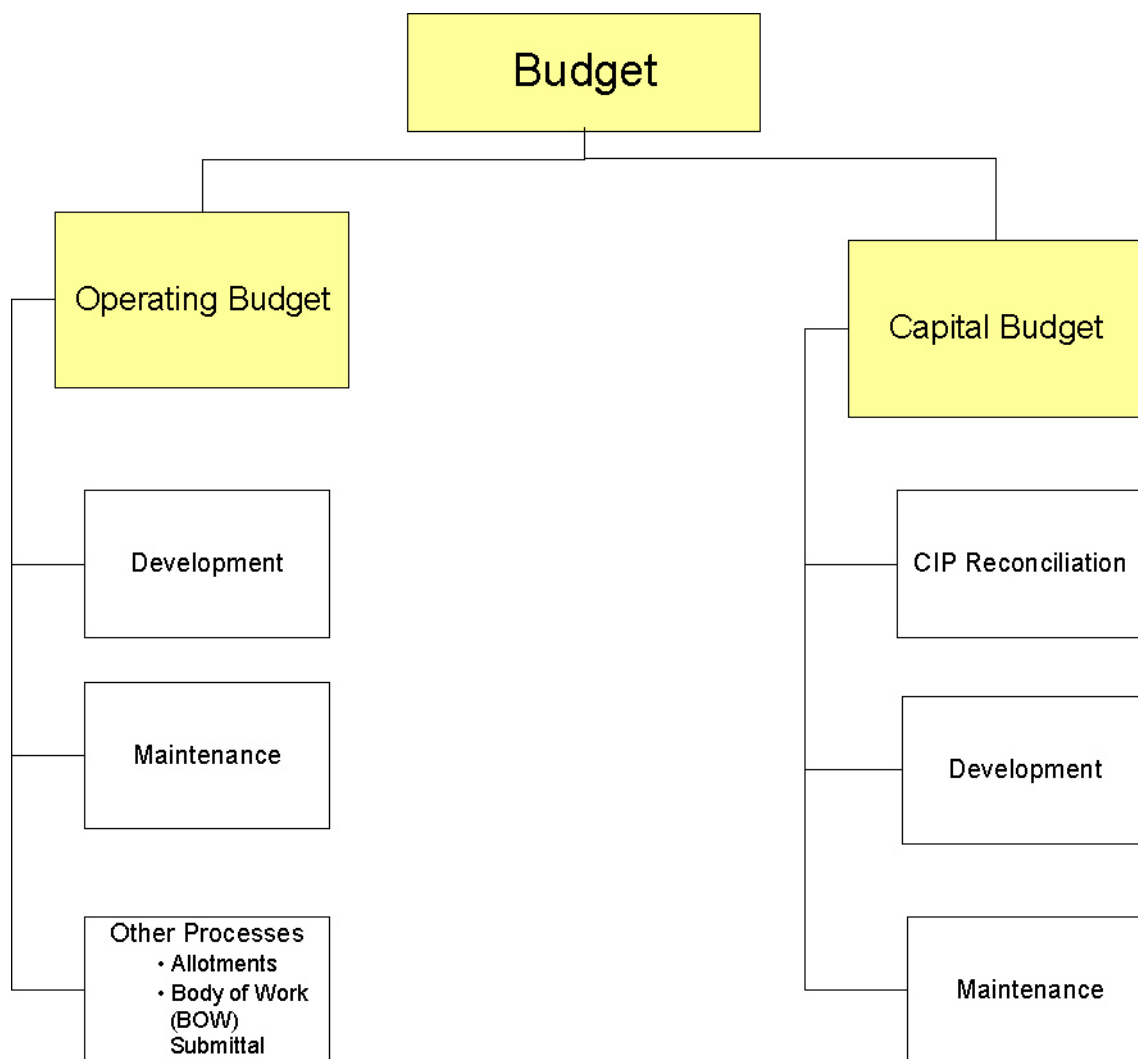 Budget
Operating Budget
Capital Budget
Development
CIP Reconciliation
Maintenance
Development
Other Processes
• Allotments
• Body of Work
(BOW)
Submittal
Maintenance